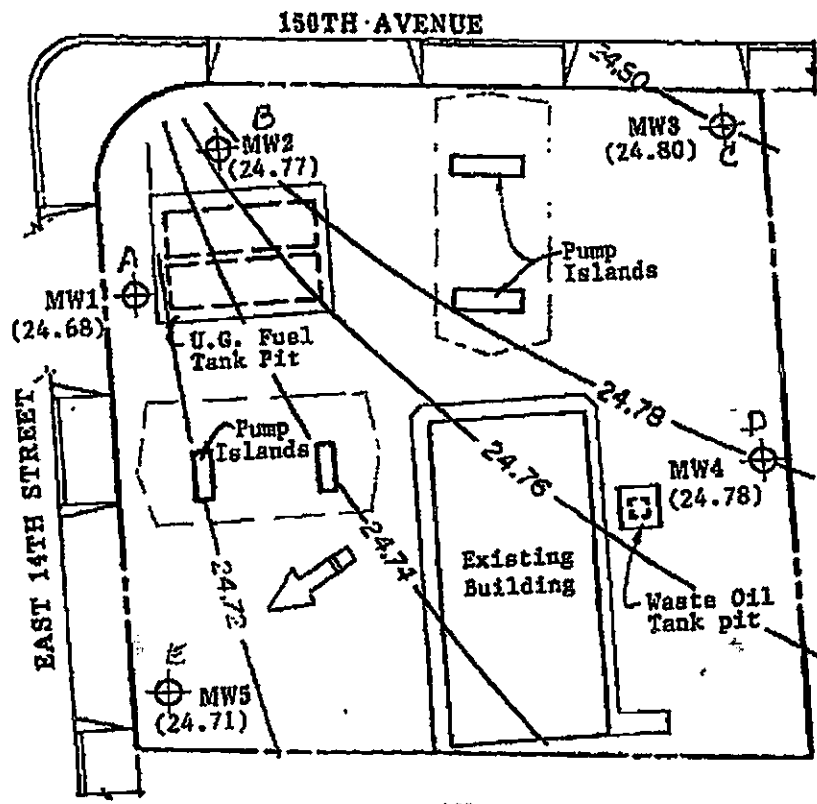 150TH AVENUE
24.80
B
MW2
(24.77)
MW3
(24.80)
C
A
MW1
(24.68)
Pump
Islands
U.G. Fuel
Tank Pit
24.78
D
Pump
Islands
24.76
MW4
(24.78)
EAST 14TH STREET
24.74
24.72
Existing
Building
Waste Oil
Tank pit
E
MW5
(24.71)